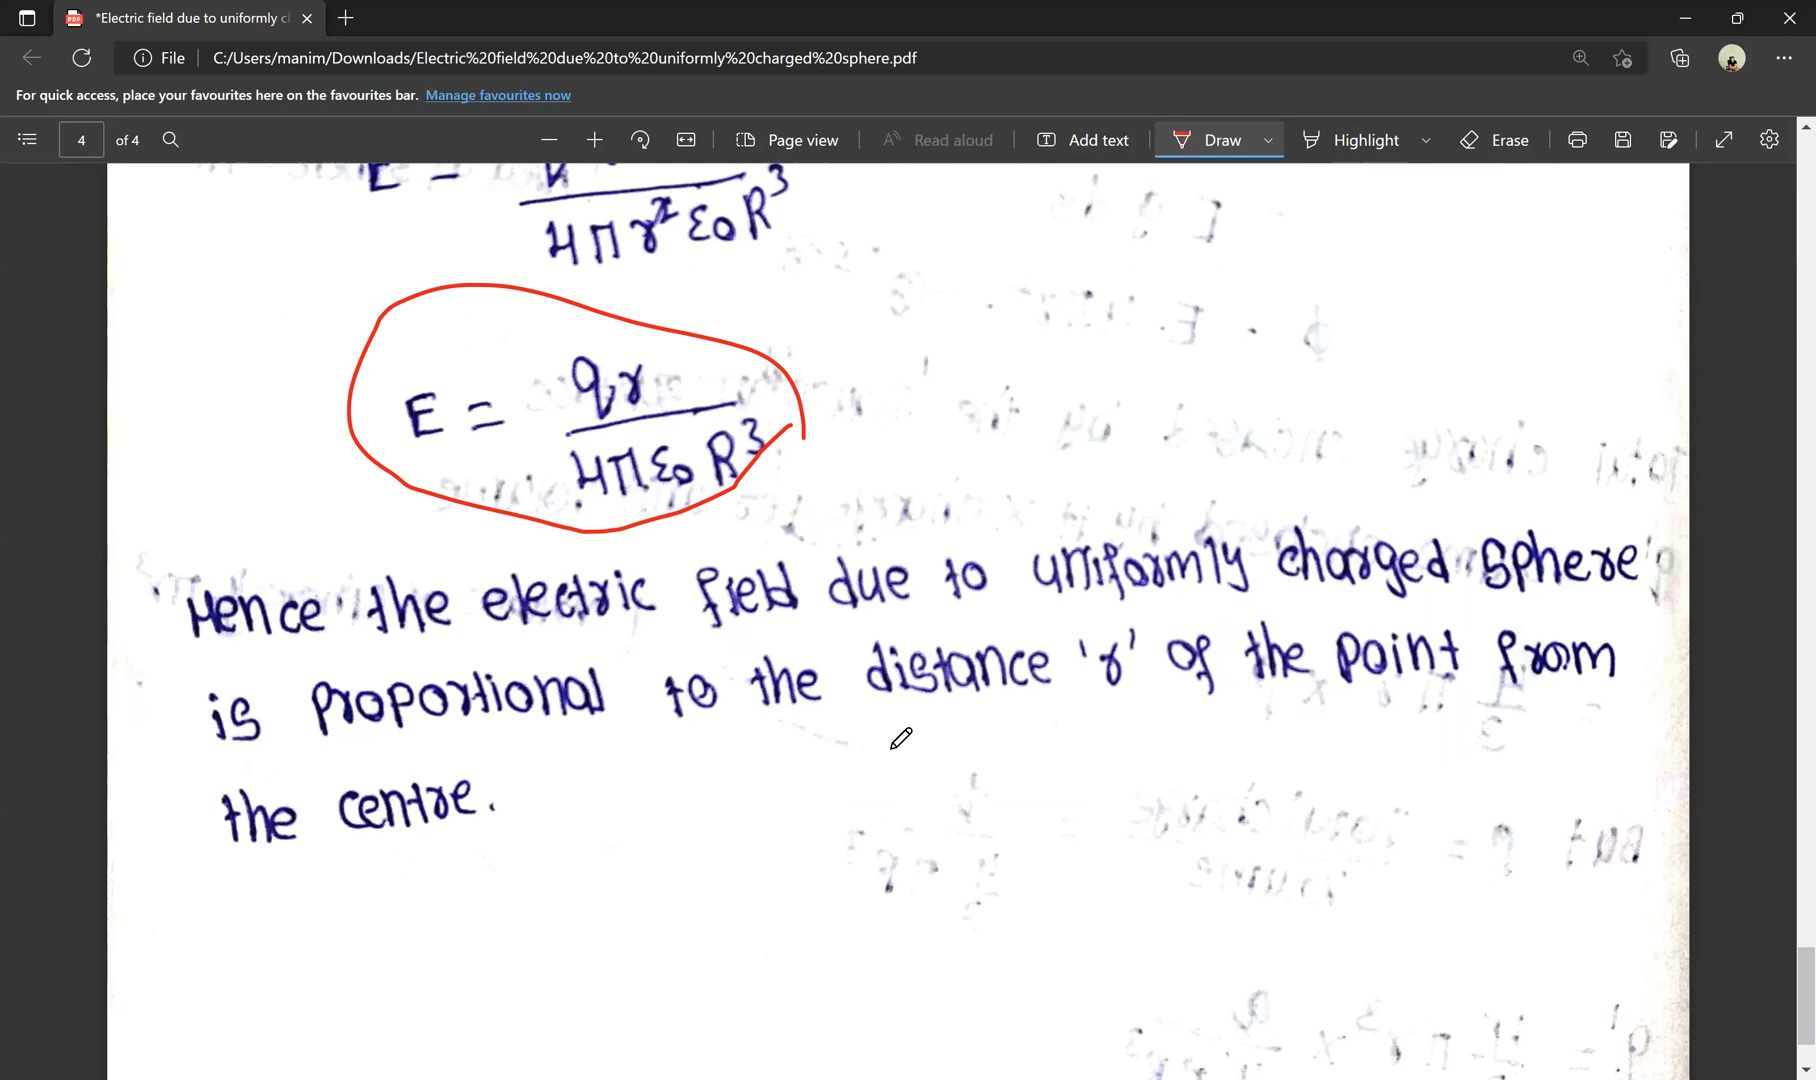 *Electric field due to uniformly c
File C:/Users/manim/Downloads/Electric%20field%20due%20to%20uniformly%20charged%20sphere.pdf
For quick access, place your favourites here on the favourites bar. Manage favourites now
4 of 4 Page view Read aloud Add text Draw Highlight Erase
E =
4πr²ε₀R³
E = qr / 4πε₀R³
Hence the electric field due to uniformly charged sphere
is proportional to the distance 'r' of the point from
the centre.